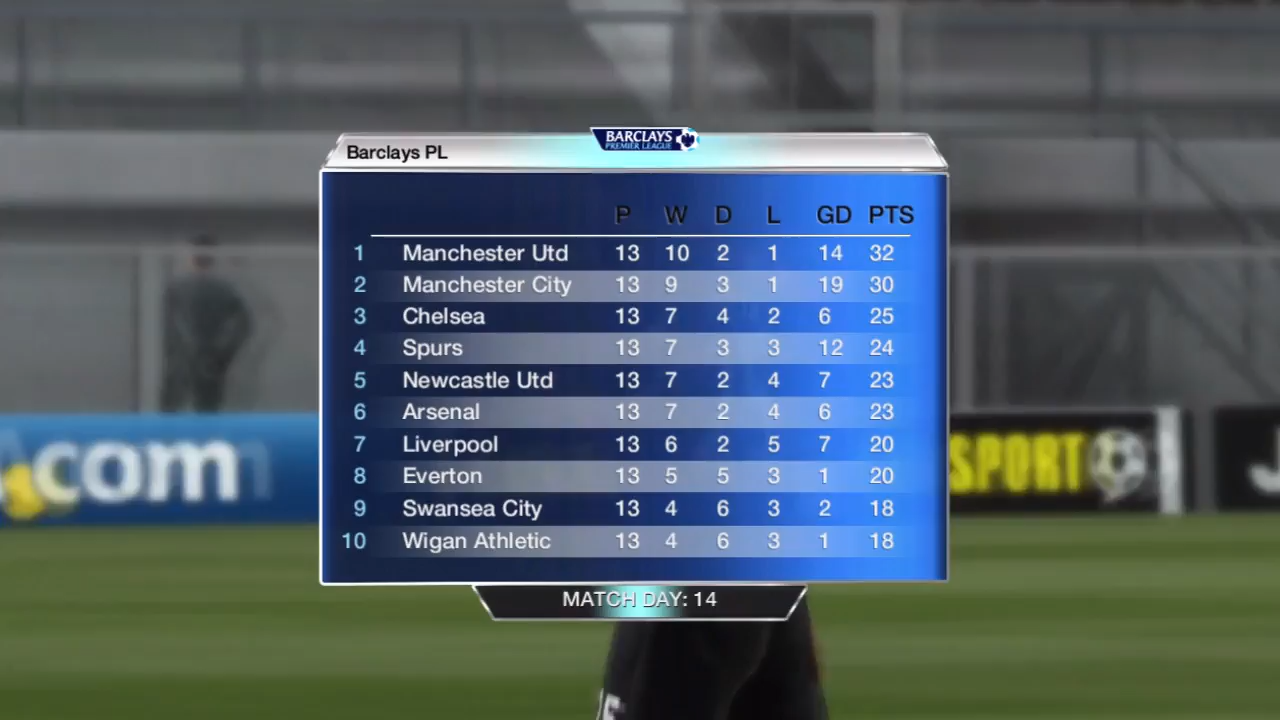 BARCLAYS
PREMIER LEAGUE
Barclays PL
P W D L GD PTS
1 Manchester Utd 13 10 2 1 14 32
2 Manchester City 13 9 3 1 19 30
3 Chelsea 13 7 4 2 6 25
4 Spurs 13 7 3 3 12 24
5 Newcastle Utd 13 7 2 4 7 23
6 Arsenal 13 7 2 4 6 23
7 Liverpool 13 6 2 5 7 20
8 Everton 13 5 5 3 1 20
9 Swansea City 13 4 6 3 2 18
10 Wigan Athletic 13 4 6 3 1 18
.com
SPORT
J
MATCH DAY: 14